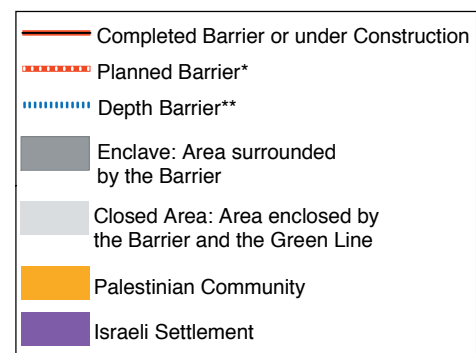 Completed Barrier or under Construction
Planned Barrier*
Depth Barrier**
Enclave: Area surrounded
by the Barrier
Closed Area: Area enclosed by
the Barrier and the Green Line
Palestinian Community
Israeli Settlement